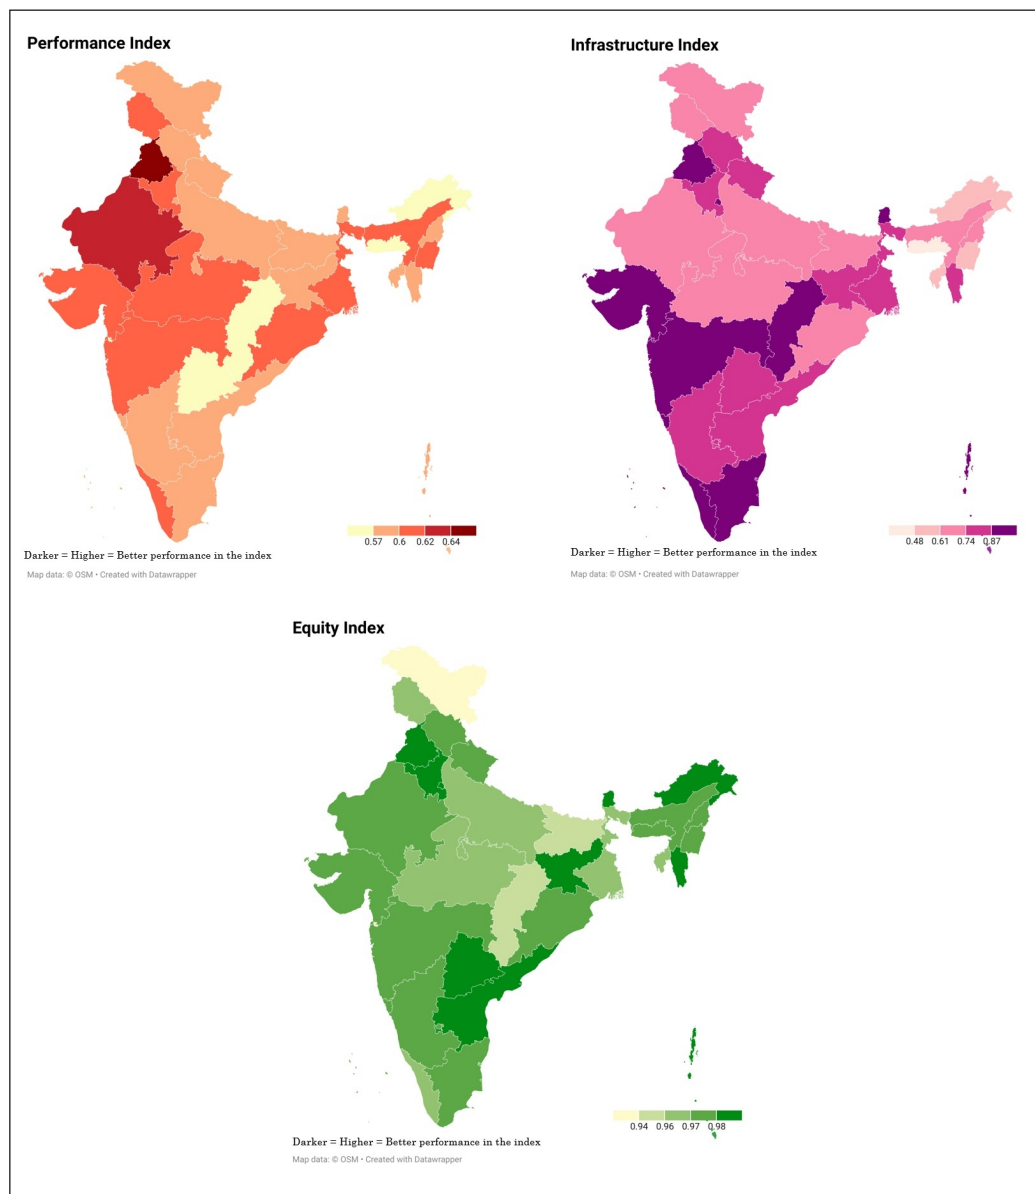 Performance Index
Infrastructure Index
0.57 0.6 0.62 0.64
0.48 0.61 0.74 0.87
Darker = Higher = Better performance in the index
Darker = Higher = Better performance in the index
Map data: © OSM • Created with Datawrapper
Map data: © OSM • Created with Datawrapper
Equity Index
0.94 0.96 0.97 0.98
Darker = Higher = Better performance in the index
Map data: © OSM • Created with Datawrapper